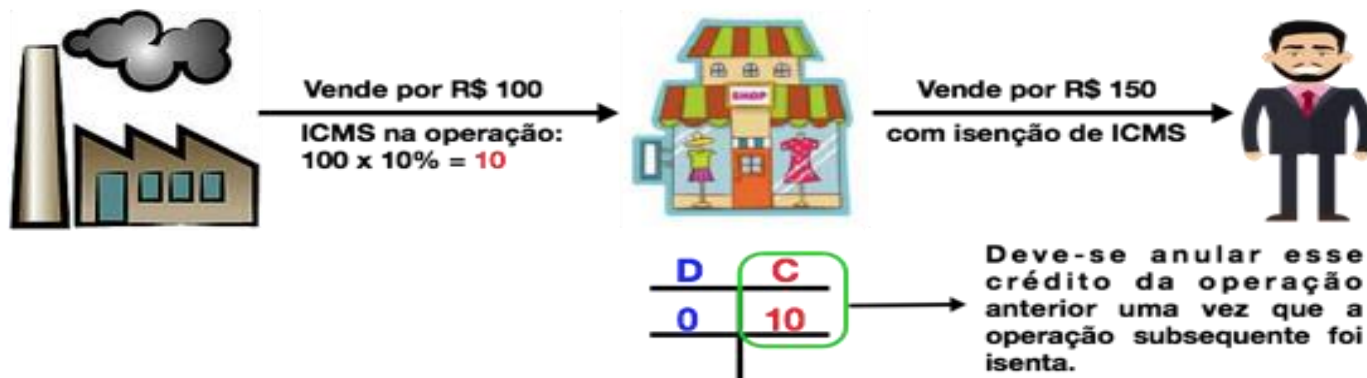 Vende por R$ 100
ICMS na operação:
100 x 10% = 10
SHOP
Vende por R$ 150
com isenção de ICMS
D C
0 10
Deve-se anular esse
crédito da operação
anterior uma vez que a
operação subsequente foi
isenta.